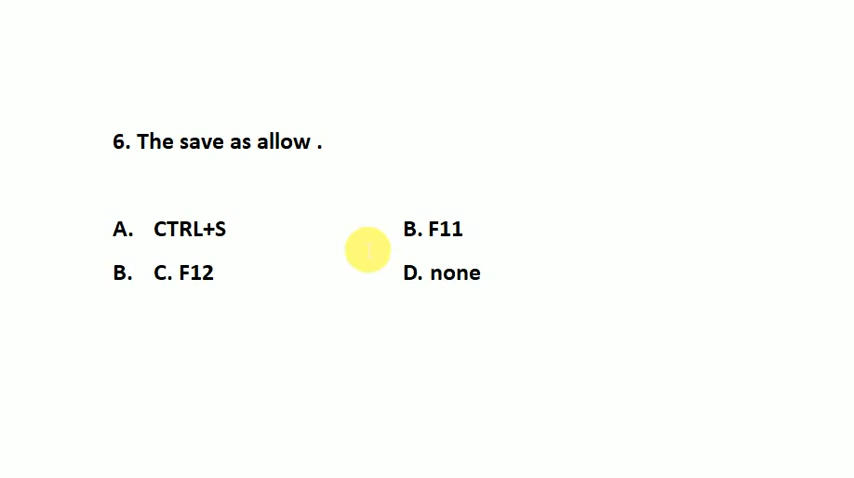 6. The save as allow .
A. CTRL+S B. F11
B. C. F12 D. none